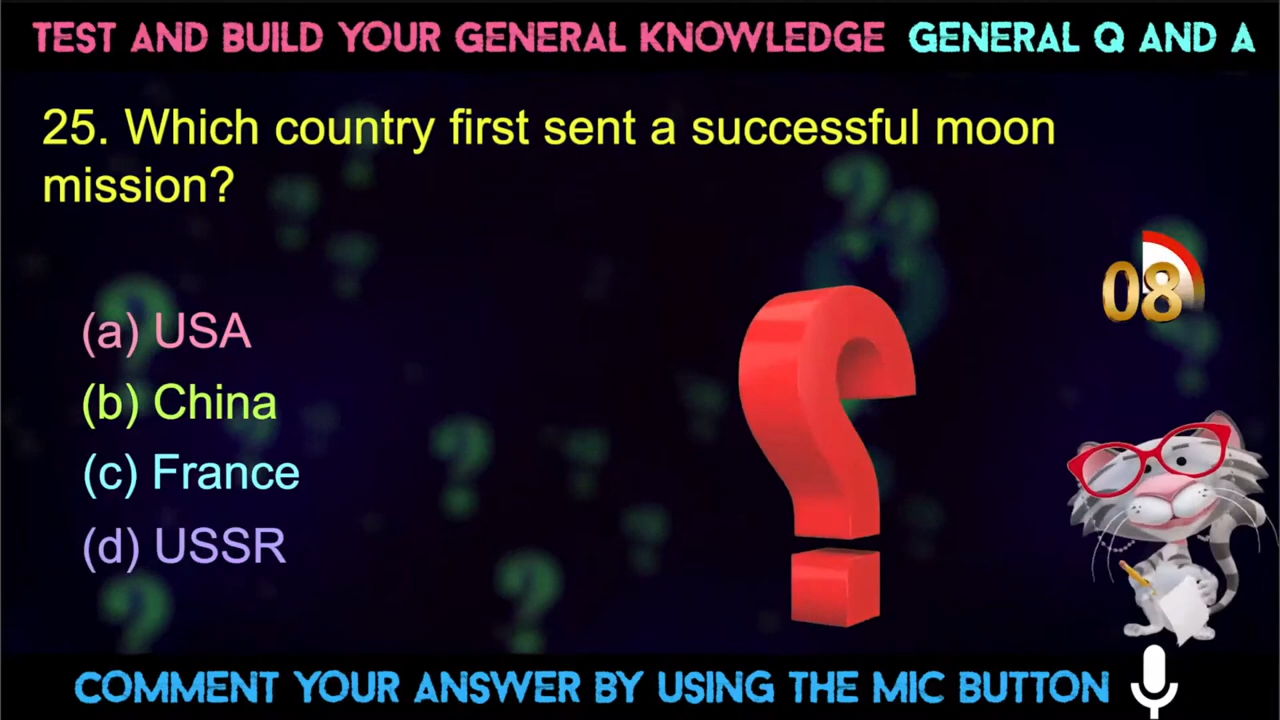 TEST AND BUILD YOUR GENERAL KNOWLEDGE GENERAL Q AND A
25. Which country first sent a successful moon
mission?
08
(a) USA
(b) China
(c) France
(d) USSR
COMMENT YOUR ANSWER BY USING THE MIC BUTTON